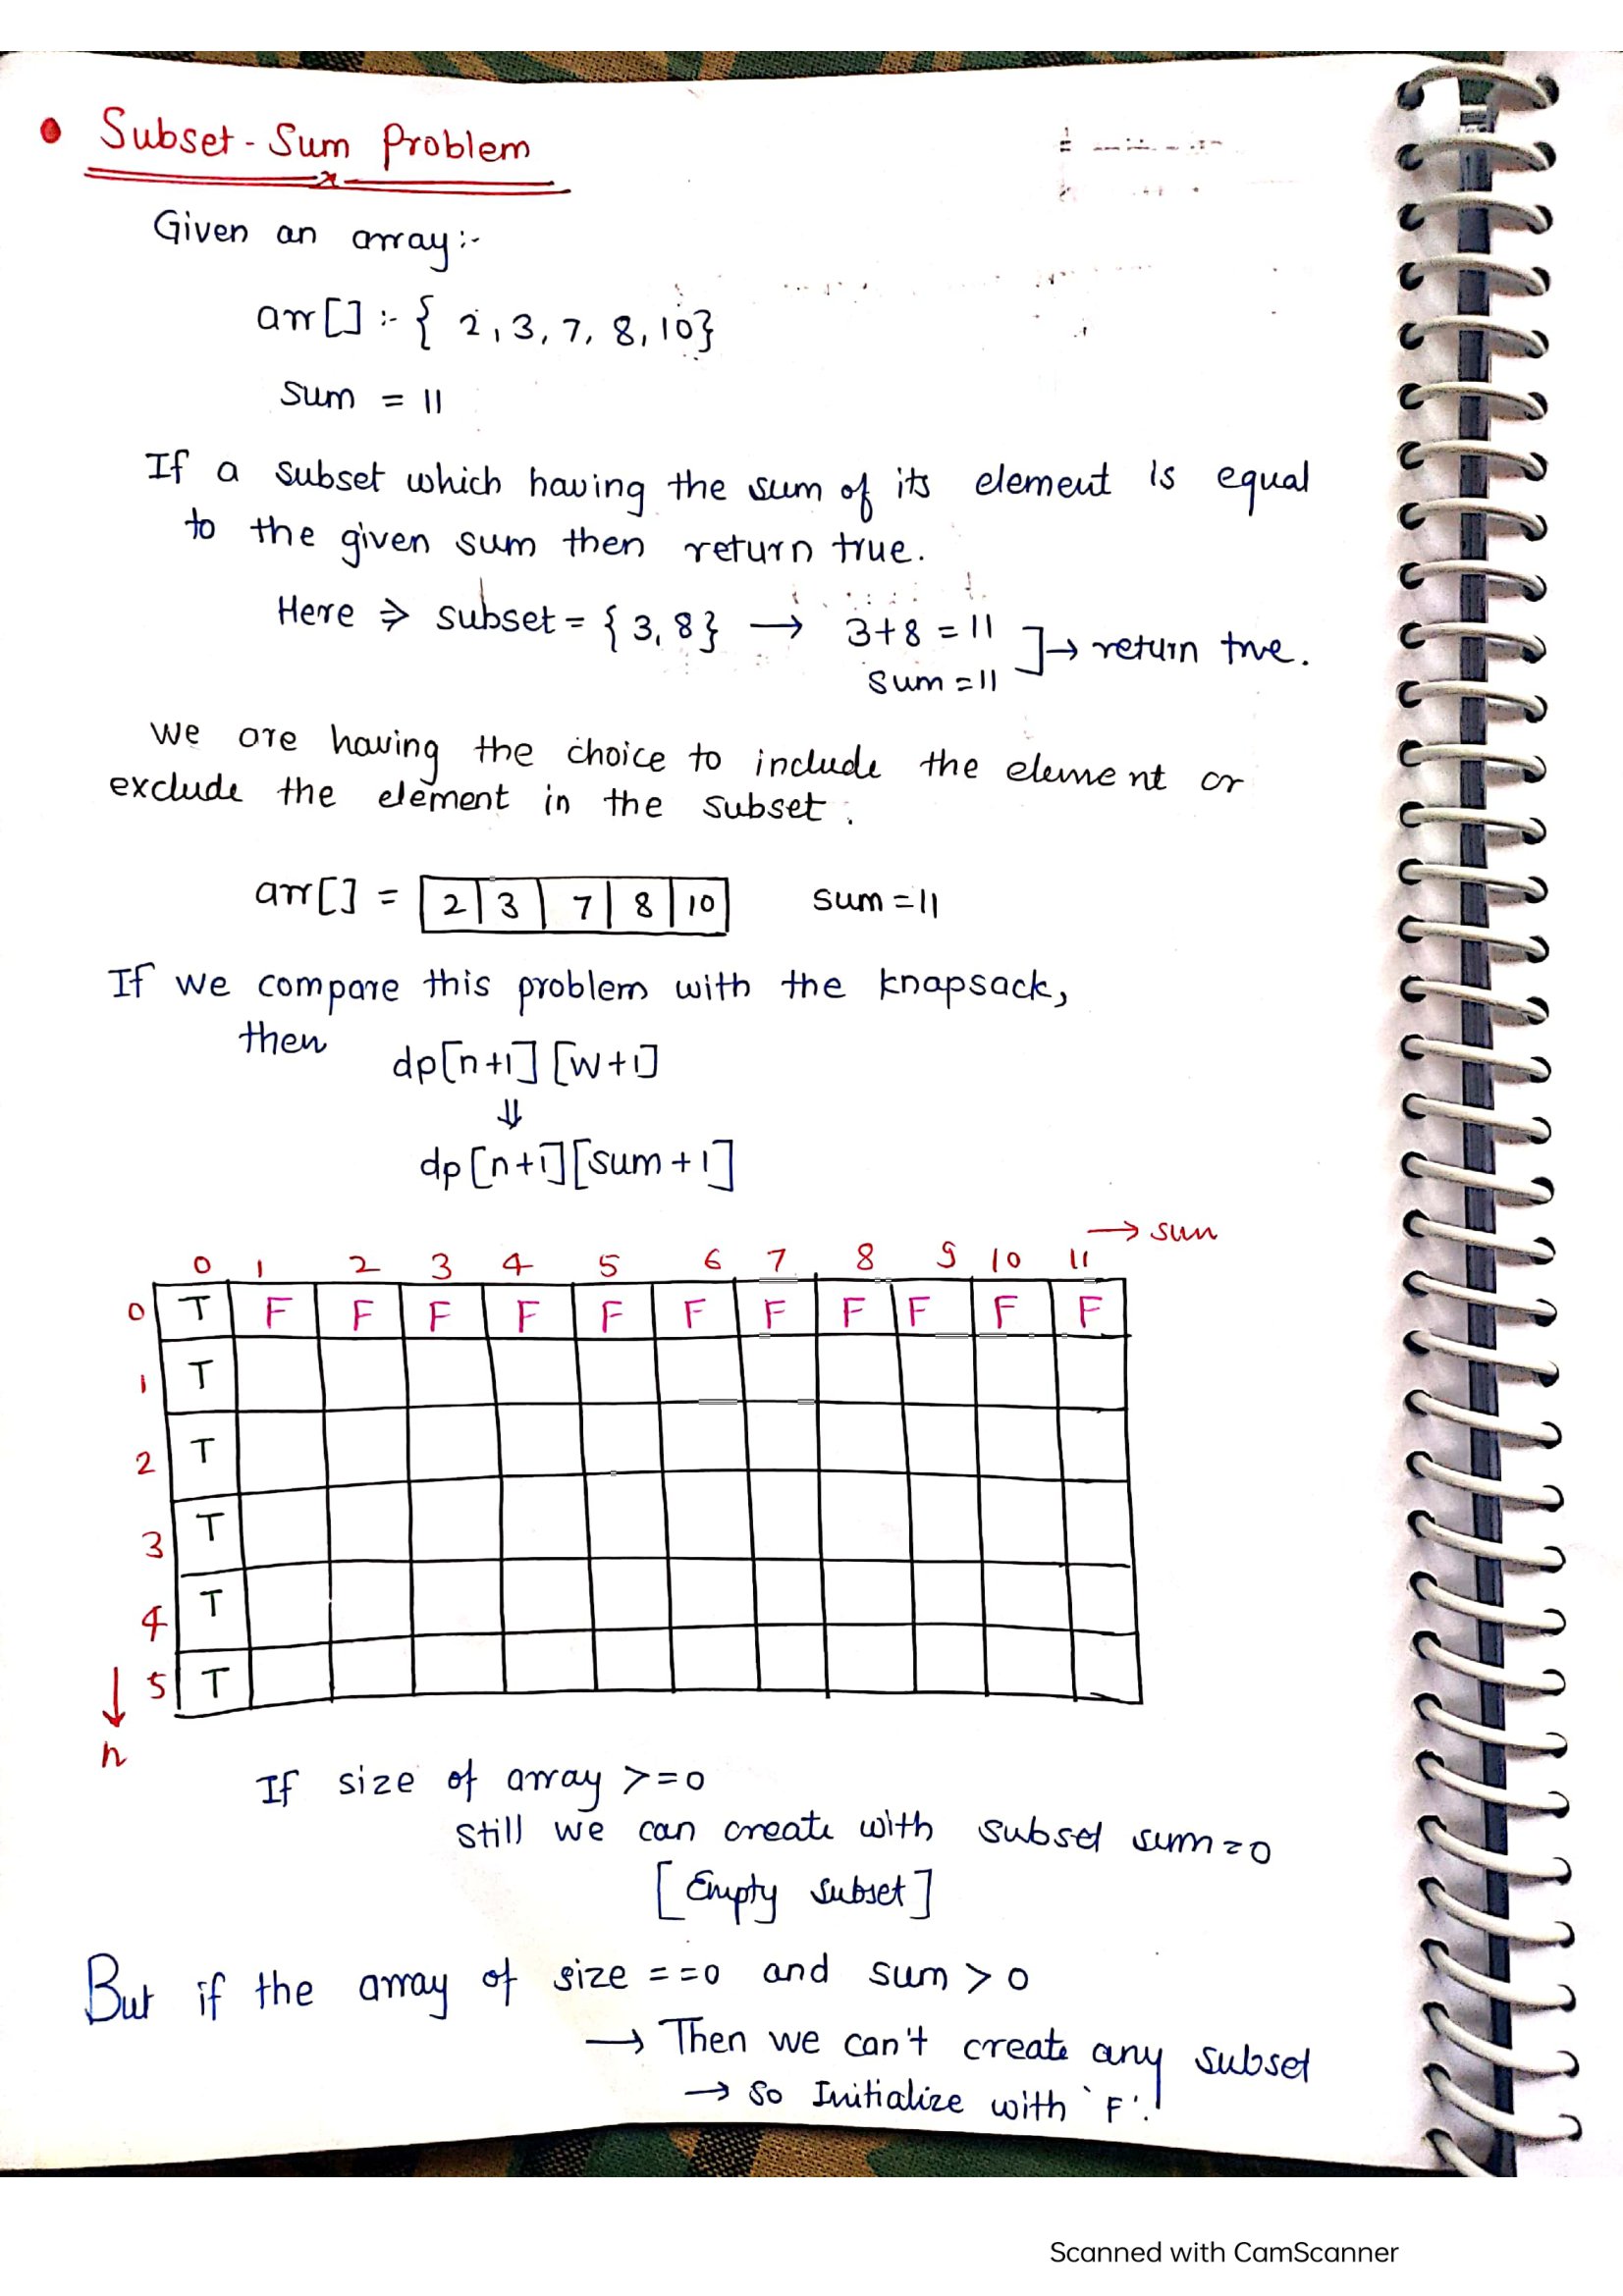 • Subset - Sum Problem
Given an array :-
arr[] :- { 2, 3, 7, 8, 10}
sum = 11
If a subset which having the sum of its element is equal
to the given sum then return true.
Here ⇒ subset = { 3, 8} → 3+8 = 11 ] → return true.
sum = 11
We are having the choice to include the element or
exclude the element in the subset.
arr[] = 2 3 7 8 10 sum = 11
If we compare this problem with the knapsack,
then dp[n+1][w+1]
⇓
dp[n+1][sum+1]
→ sum
0 1 2 3 4 5 6 7 8 9 10 11
0 T F F F F F F F F F F F
1 T
2 T
3 T
4 T
↓ 5 T
n
If size of array >=0
still we can create with subset sum=0
[ Empty subset ]
But if the array of size ==0 and sum > 0
→ Then we can't create any subset
→ so Initialize with 'F'.
Scanned with CamScanner